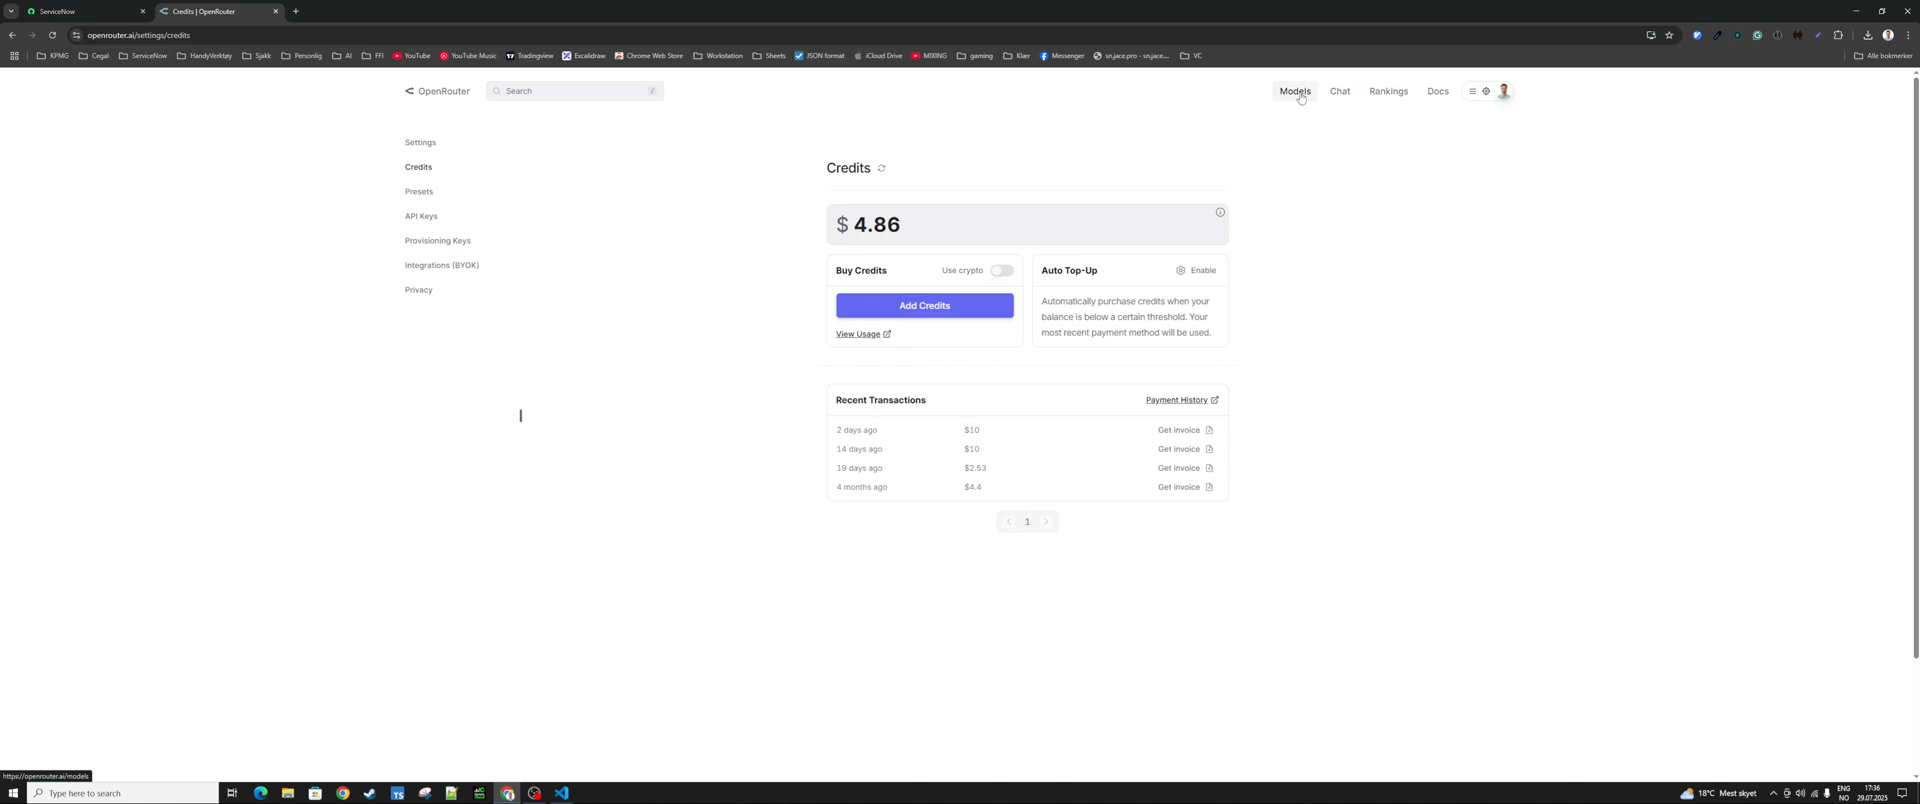 ServiceNow
Credits | OpenRouter
openrouter.ai/settings/credits
KPMG Cegal ServiceNow HandyVerktøy Sjakk Personlig AI FFI YouTube YouTube Music Tradingview Excalidraw Chrome Web Store Workstation Sheets JSON format iCloud Drive MIXING gaming Klær Messenger sn.jace.pro - sn.jace.... VC Alle bokmerker
OpenRouter Search / Models Chat Rankings Docs
Settings
Credits
Presets
API Keys
Provisioning Keys
Integrations (BYOK)
Privacy
Credits
$ 4.86
Buy Credits Use crypto
Add Credits
View Usage
Auto Top-Up Enable
Automatically purchase credits when your
balance is below a certain threshold. Your
most recent payment method will be used.
Recent Transactions Payment History
2 days ago $10 Get invoice
14 days ago $10 Get invoice
19 days ago $2.53 Get invoice
4 months ago $4.4 Get invoice
1
https://openrouter.ai/models
Type here to search
TS
18°C Mest skyet
ENG
NO
17:36
29.07.2025